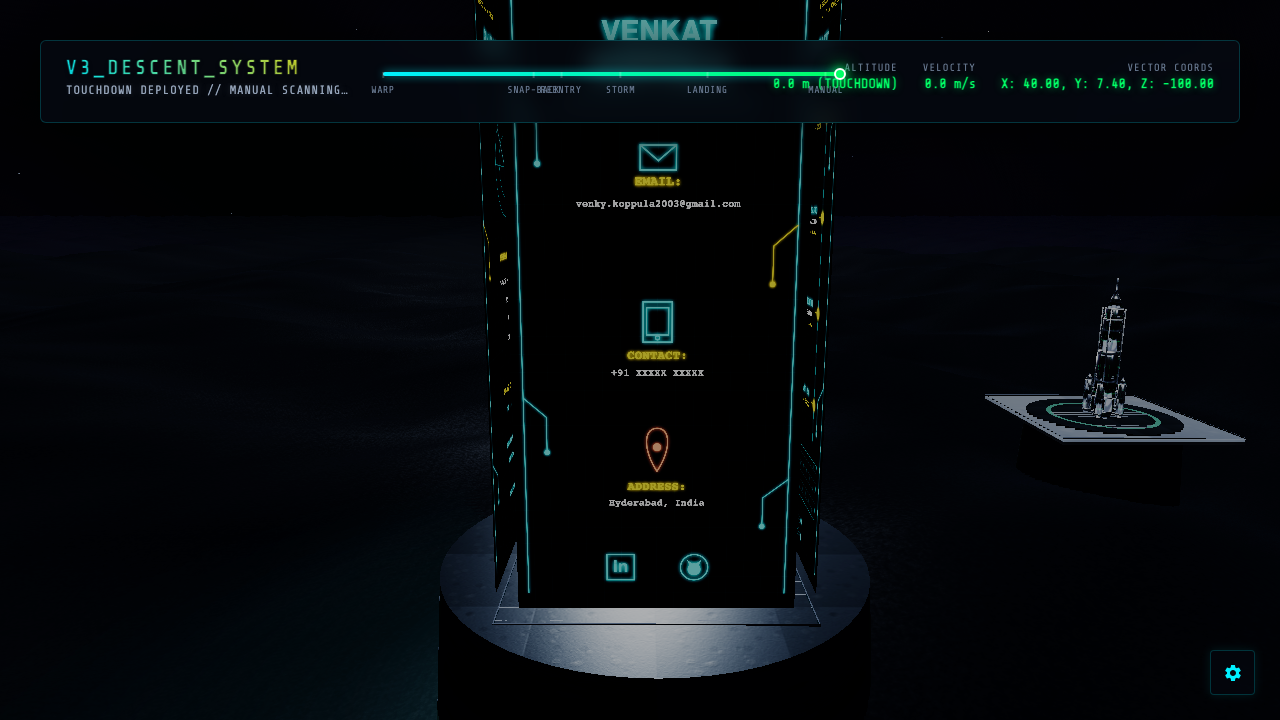 VENKAT
V3_DESCENT_SYSTEM
TOUCHDOWN DEPLOYED // MANUAL SCANNING…
WARP
STORM
LANDING
MANUAL
ALTITUDE
0.0 m (TOUCHDOWN)
VELOCITY
0.0 m/s
VECTOR COORDS
X: 40.00, Y: 7.40, Z: -100.00
EMAIL:
venky.koppula2003@gmail.com
CONTACT:
+91 XXXXX XXXXX
ADDRESS:
Hyderabad, India
in